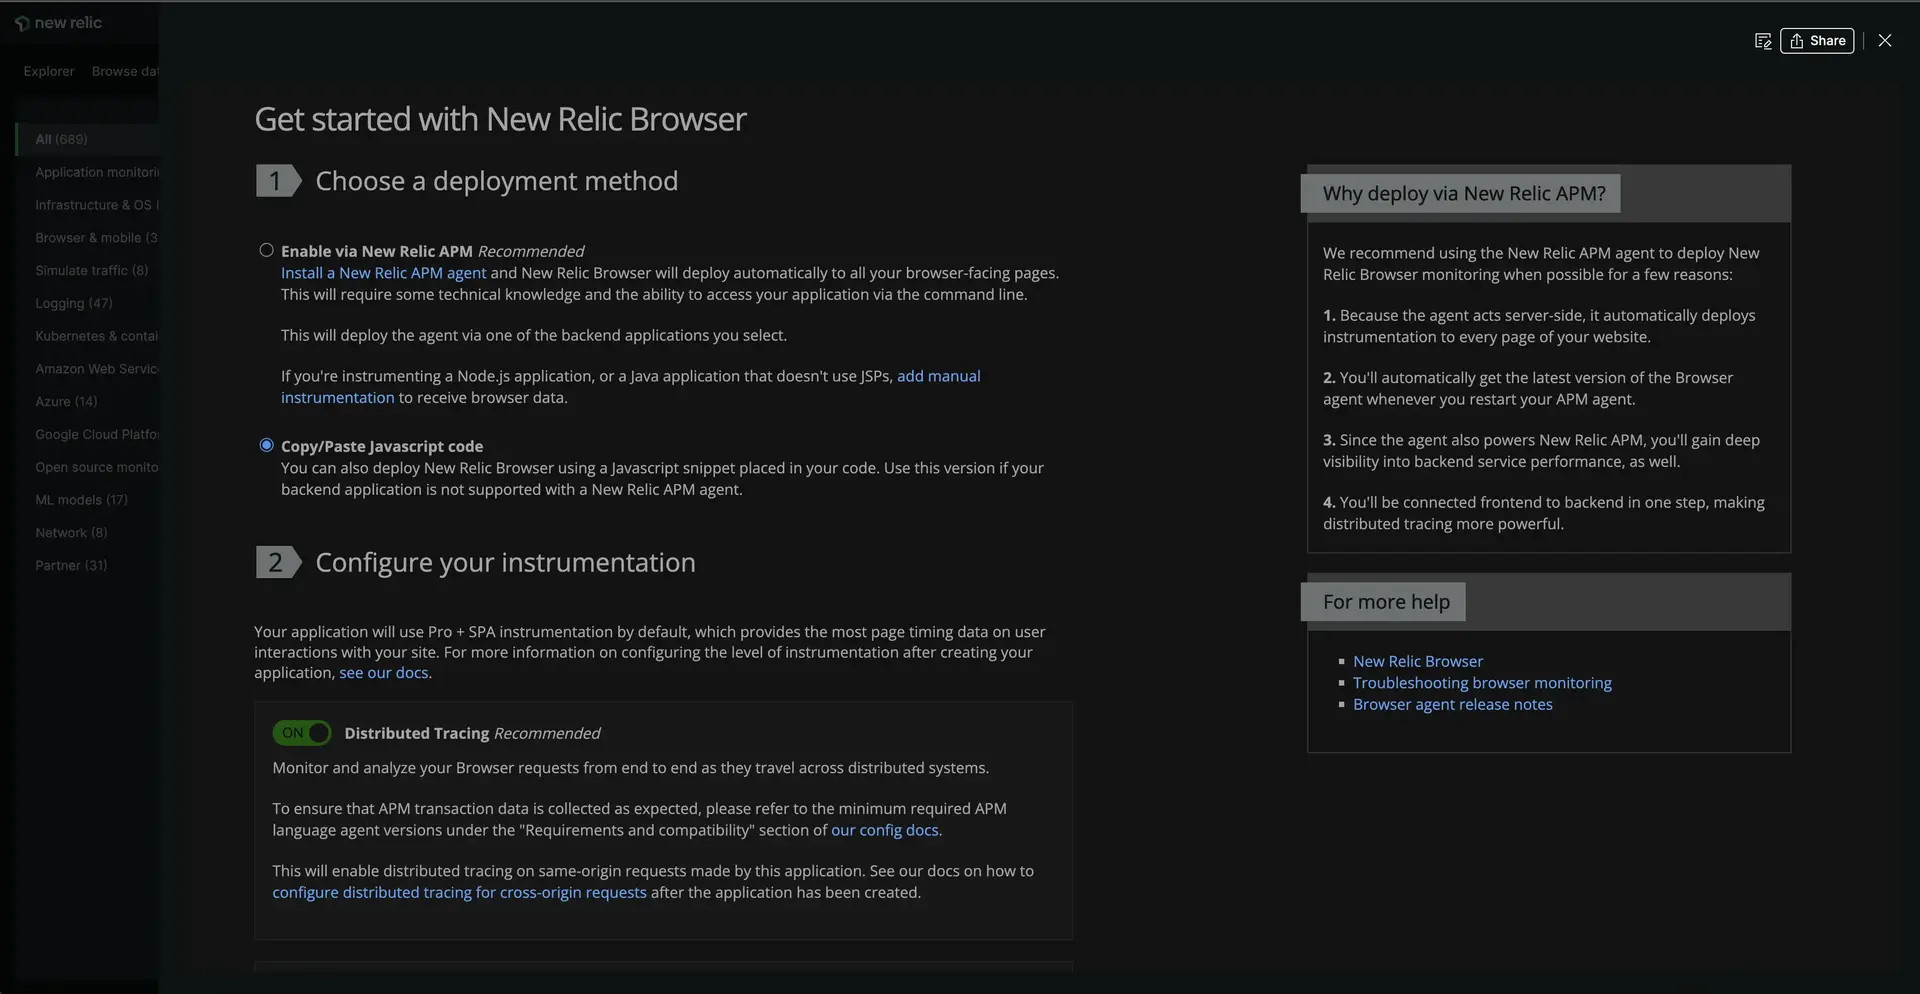 new relic
Share
Explorer Browse dat
All (689)
Application monitori
Infrastructure & OS
Browser & mobile (3
Simulate traffic (8)
Logging (47)
Kubernetes & contai
Amazon Web Servic
Azure (14)
Google Cloud Platfo
Open source monito
ML models (17)
Network (8)
Partner (31)
Get started with New Relic Browser
1 Choose a deployment method
Enable via New Relic APM Recommended
Install a New Relic APM agent and New Relic Browser will deploy automatically to all your browser-facing pages.
This will require some technical knowledge and the ability to access your application via the command line.
This will deploy the agent via one of the backend applications you select.
If you're instrumenting a Node.js application, or a Java application that doesn't use JSPs, add manual
instrumentation to receive browser data.
Copy/Paste Javascript code
You can also deploy New Relic Browser using a Javascript snippet placed in your code. Use this version if your
backend application is not supported with a New Relic APM agent.
2 Configure your instrumentation
Your application will use Pro + SPA instrumentation by default, which provides the most page timing data on user
interactions with your site. For more information on configuring the level of instrumentation after creating your
application, see our docs.
ON Distributed Tracing Recommended
Monitor and analyze your Browser requests from end to end as they travel across distributed systems.
To ensure that APM transaction data is collected as expected, please refer to the minimum required APM
language agent versions under the "Requirements and compatibility" section of our config docs.
This will enable distributed tracing on same-origin requests made by this application. See our docs on how to
configure distributed tracing for cross-origin requests after the application has been created.
Why deploy via New Relic APM?
We recommend using the New Relic APM agent to deploy New
Relic Browser monitoring when possible for a few reasons:
1. Because the agent acts server-side, it automatically deploys
instrumentation to every page of your website.
2. You'll automatically get the latest version of the Browser
agent whenever you restart your APM agent.
3. Since the agent also powers New Relic APM, you'll gain deep
visibility into backend service performance, as well.
4. You'll be connected frontend to backend in one step, making
distributed tracing more powerful.
For more help
New Relic Browser
Troubleshooting browser monitoring
Browser agent release notes